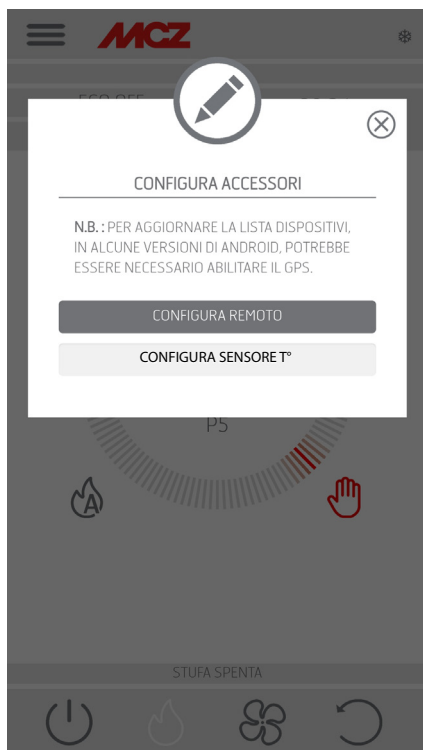 MCZ
CONFIGURA ACCESSORI
N.B. : PER AGGIORNARE LA LISTA DISPOSITIVI,
IN ALCUNE VERSIONI DI ANDROID, POTREBBE
ESSERE NECESSARIO ABILITARE IL GPS.
CONFIGURA REMOTO
CONFIGURA SENSORE T°
P5
A
STUFA SPENTA